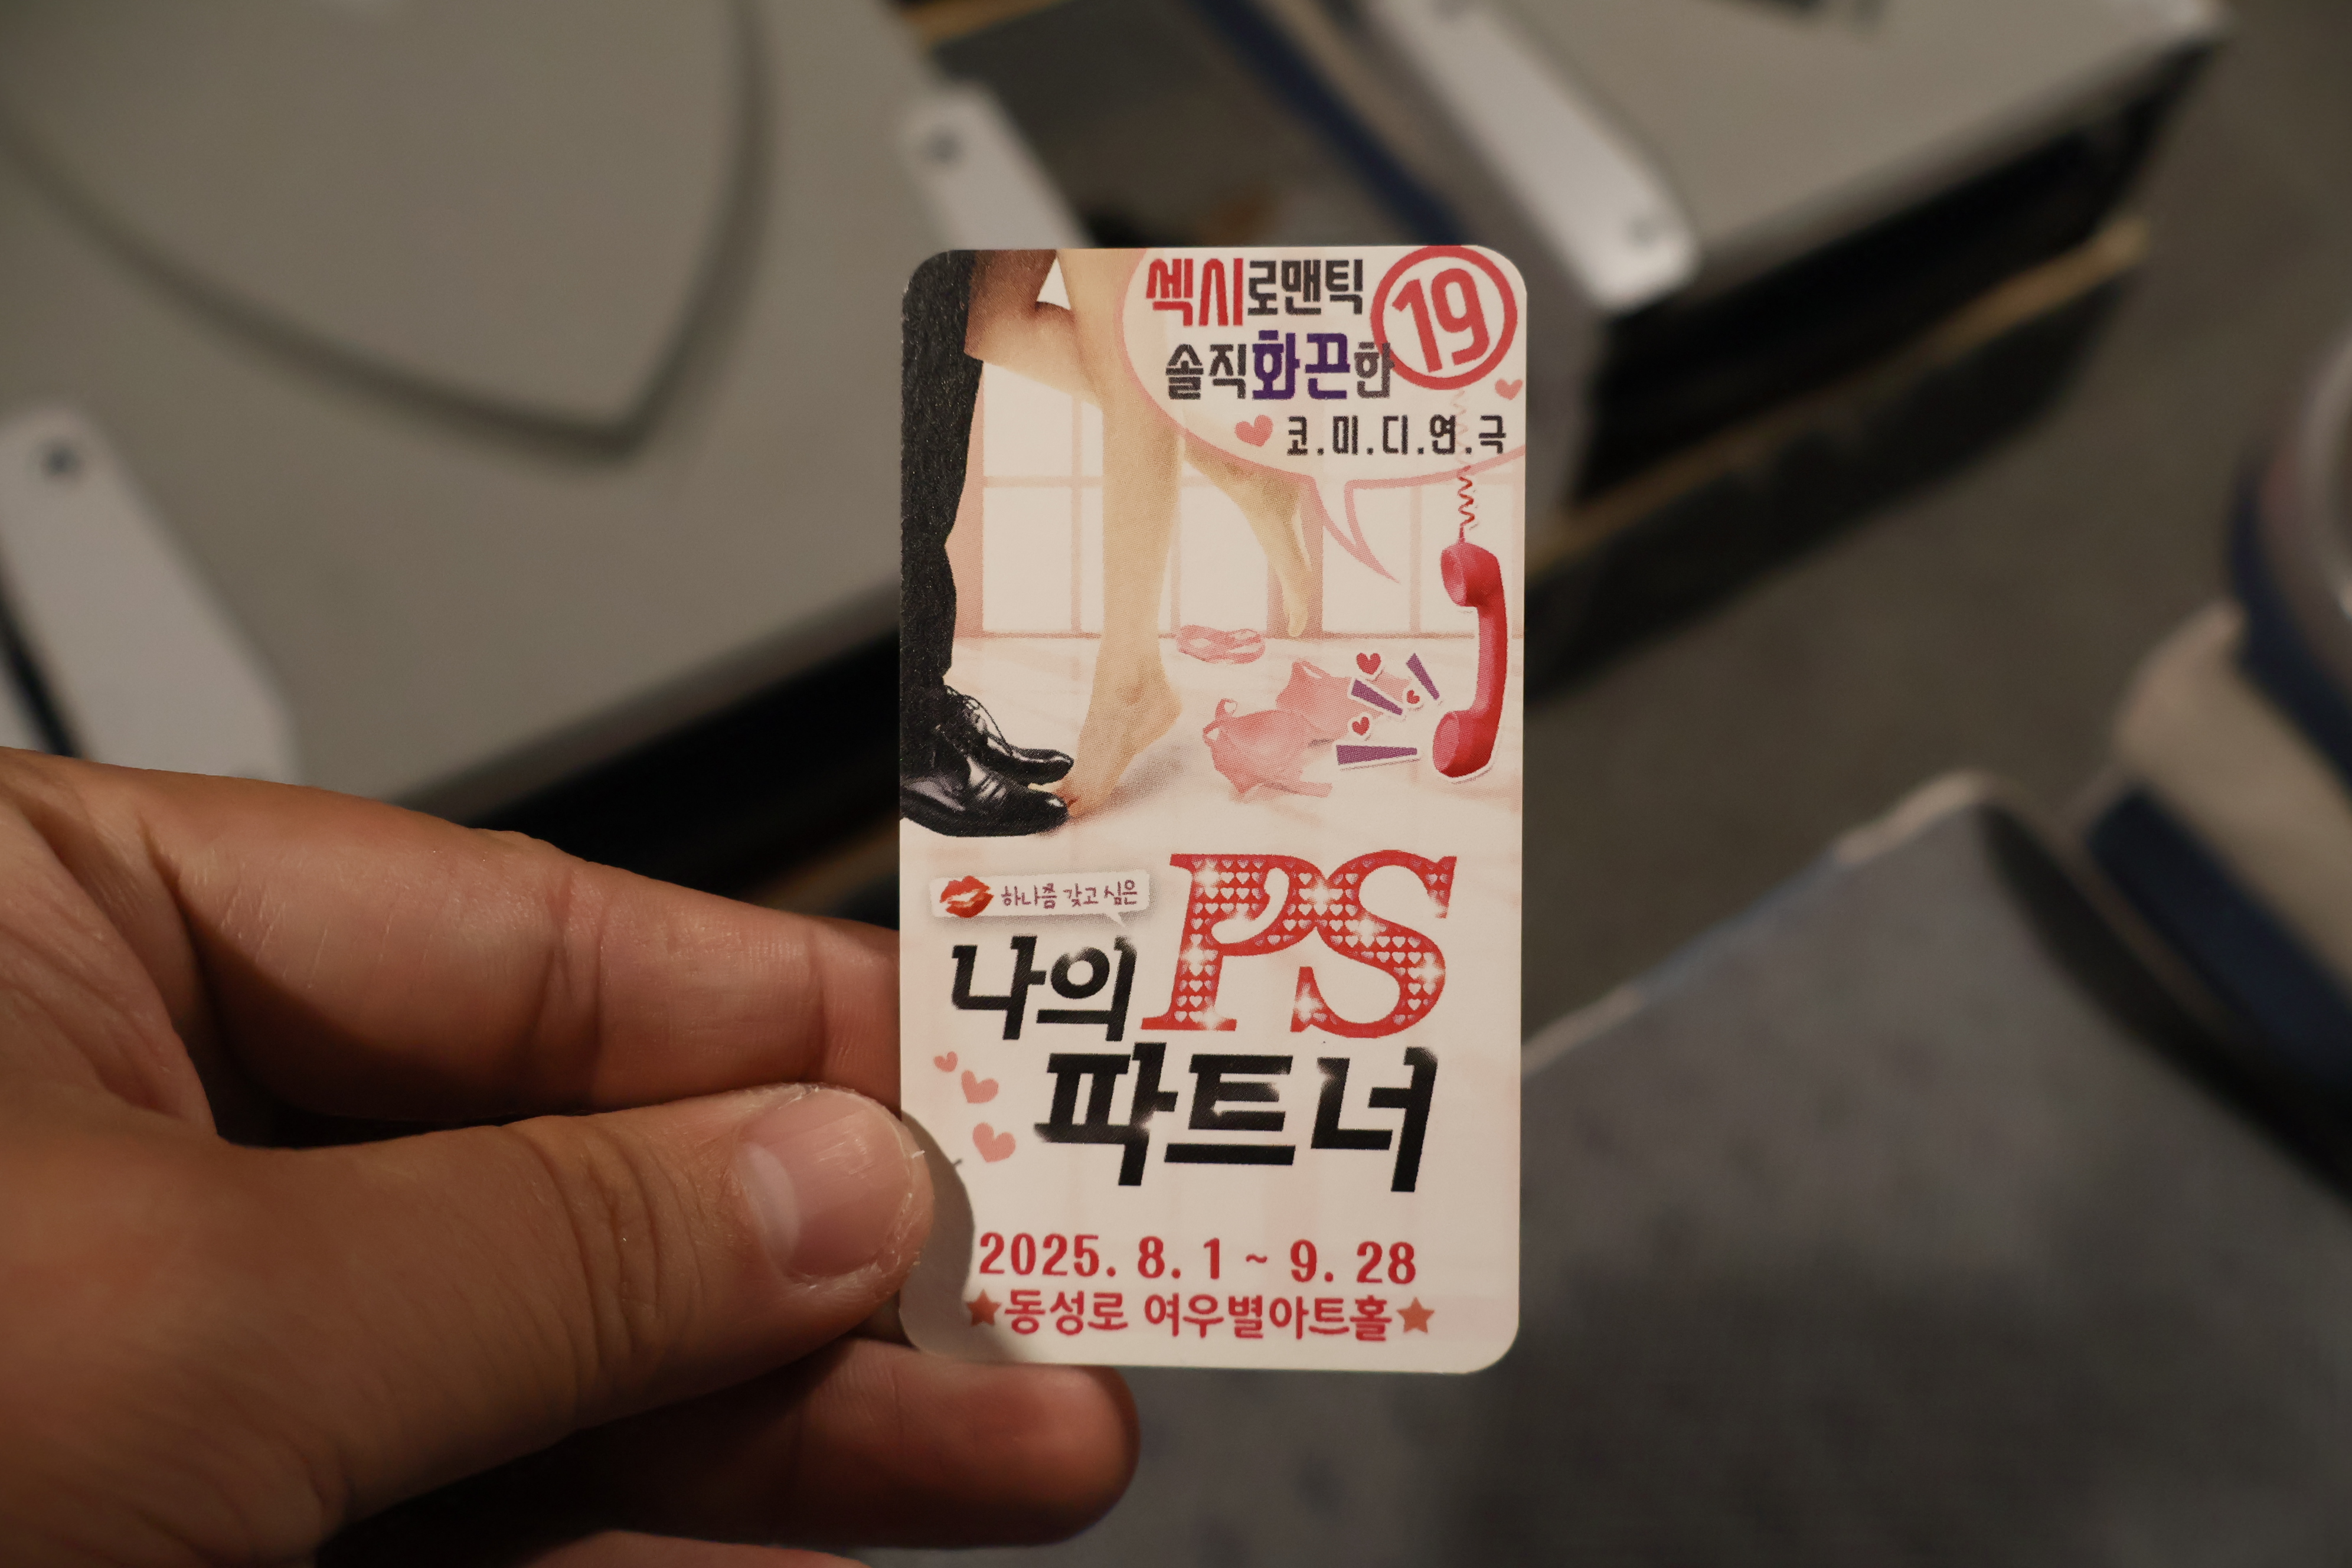 섹시로맨틱 19
솔직화끈한
코.미.디.연.극
하나쯤 갖고 싶은
나의 PS
파트너
2025. 8. 1 ~ 9. 28
★동성로 여우별아트홀★